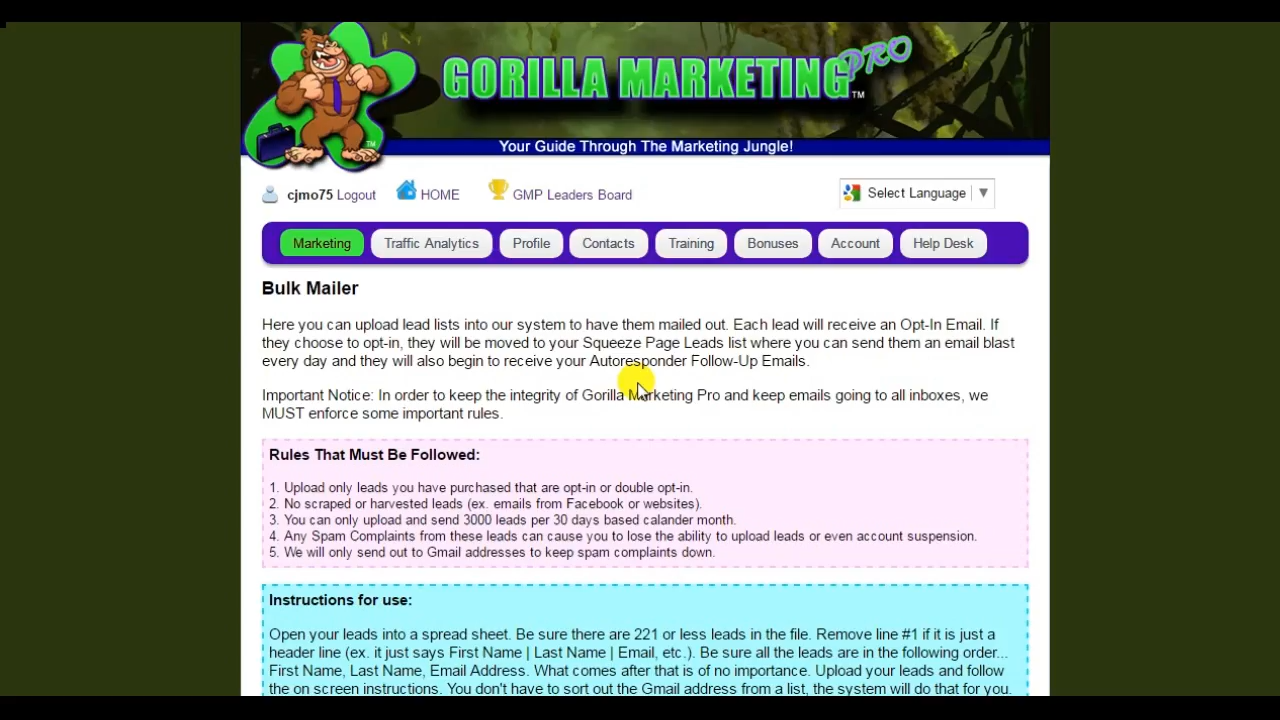 GORILLA MARKETING PRO™
Your Guide Through The Marketing Jungle!
cjmo75 Logout HOME GMP Leaders Board Select Language ▼
Marketing Traffic Analytics Profile Contacts Training Bonuses Account Help Desk
Bulk Mailer
Here you can upload lead lists into our system to have them mailed out. Each lead will receive an Opt-In Email. If
they choose to opt-in, they will be moved to your Squeeze Page Leads list where you can send them an email blast
every day and they will also begin to receive your Autoresponder Follow-Up Emails.
Important Notice: In order to keep the integrity of Gorilla Marketing Pro and keep emails going to all inboxes, we
MUST enforce some important rules.
Rules That Must Be Followed:
1. Upload only leads you have purchased that are opt-in or double opt-in.
2. No scraped or harvested leads (ex. emails from Facebook or websites).
3. You can only upload and send 3000 leads per 30 days based calander month.
4. Any Spam Complaints from these leads can cause you to lose the ability to upload leads or even account suspension.
5. We will only send out to Gmail addresses to keep spam complaints down.
Instructions for use:
Open your leads into a spread sheet. Be sure there are 221 or less leads in the file. Remove line #1 if it is just a
header line (ex. it just says First Name | Last Name | Email, etc.). Be sure all the leads are in the following order...
First Name, Last Name, Email Address. What comes after that is of no importance. Upload your leads and follow
the on screen instructions. You don't have to sort out the Gmail address from a list, the system will do that for you.